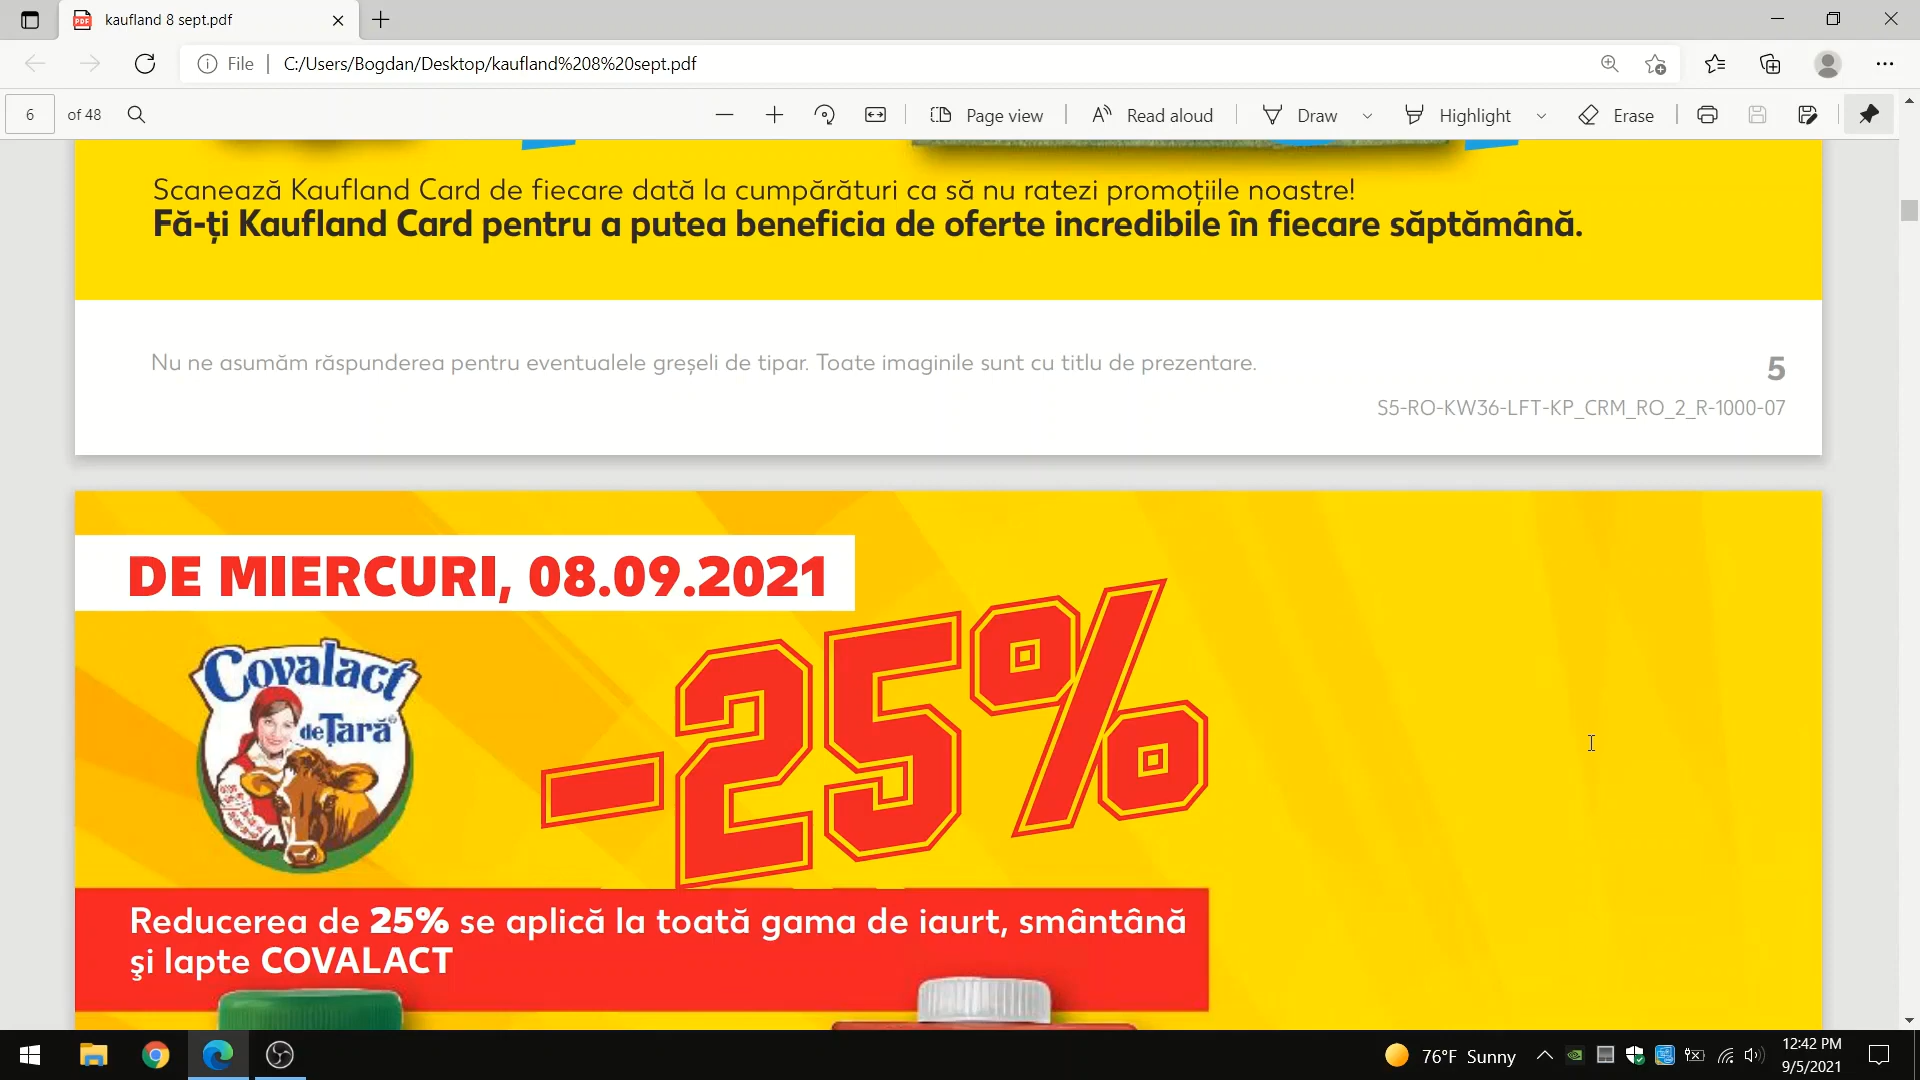 kaufland 8 sept.pdf
File
C:/Users/Bogdan/Desktop/kaufland%208%20sept.pdf
6 of 48
Page view
Read aloud
Draw
Highlight
Erase
Scanează Kaufland Card de fiecare dată la cumpărături ca să nu ratezi promoțiile noastre!
Fă-ți Kaufland Card pentru a putea beneficia de oferte incredibile în fiecare săptămână.
Nu ne asumăm răspunderea pentru eventualele greșeli de tipar. Toate imaginile sunt cu titlu de prezentare.
5
S5-RO-KW36-LFT-KP_CRM_RO_2_R-1000-07
DE MIERCURI, 08.09.2021
Covalact
de Țară®
-25%
Reducerea de 25% se aplică la toată gama de iaurt, smântână
şi lapte COVALACT
76°F Sunny
12:42 PM
9/5/2021